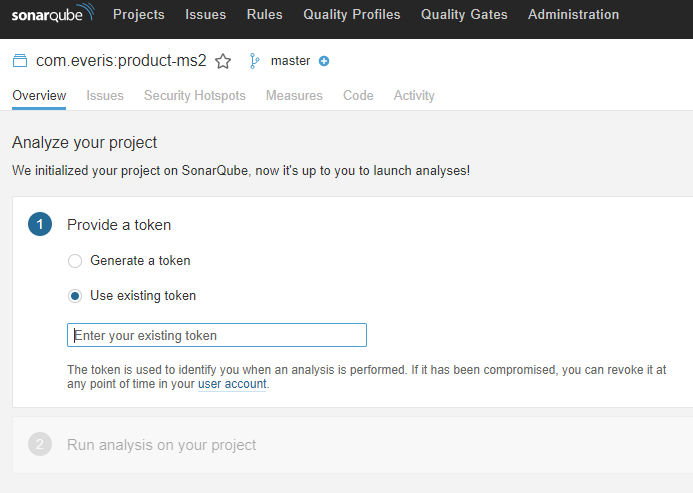 sonarqube Projects Issues Rules Quality Profiles Quality Gates Administration
com.everis:product-ms2 master
Overview Issues Security Hotspots Measures Code Activity
Analyze your project
We initialized your project on SonarQube, now it's up to you to launch analyses!
1 Provide a token
Generate a token
Use existing token
Enter your existing token
The token is used to identify you when an analysis is performed. If it has been compromised, you can revoke it at
any point of time in your user account.
2 Run analysis on your project